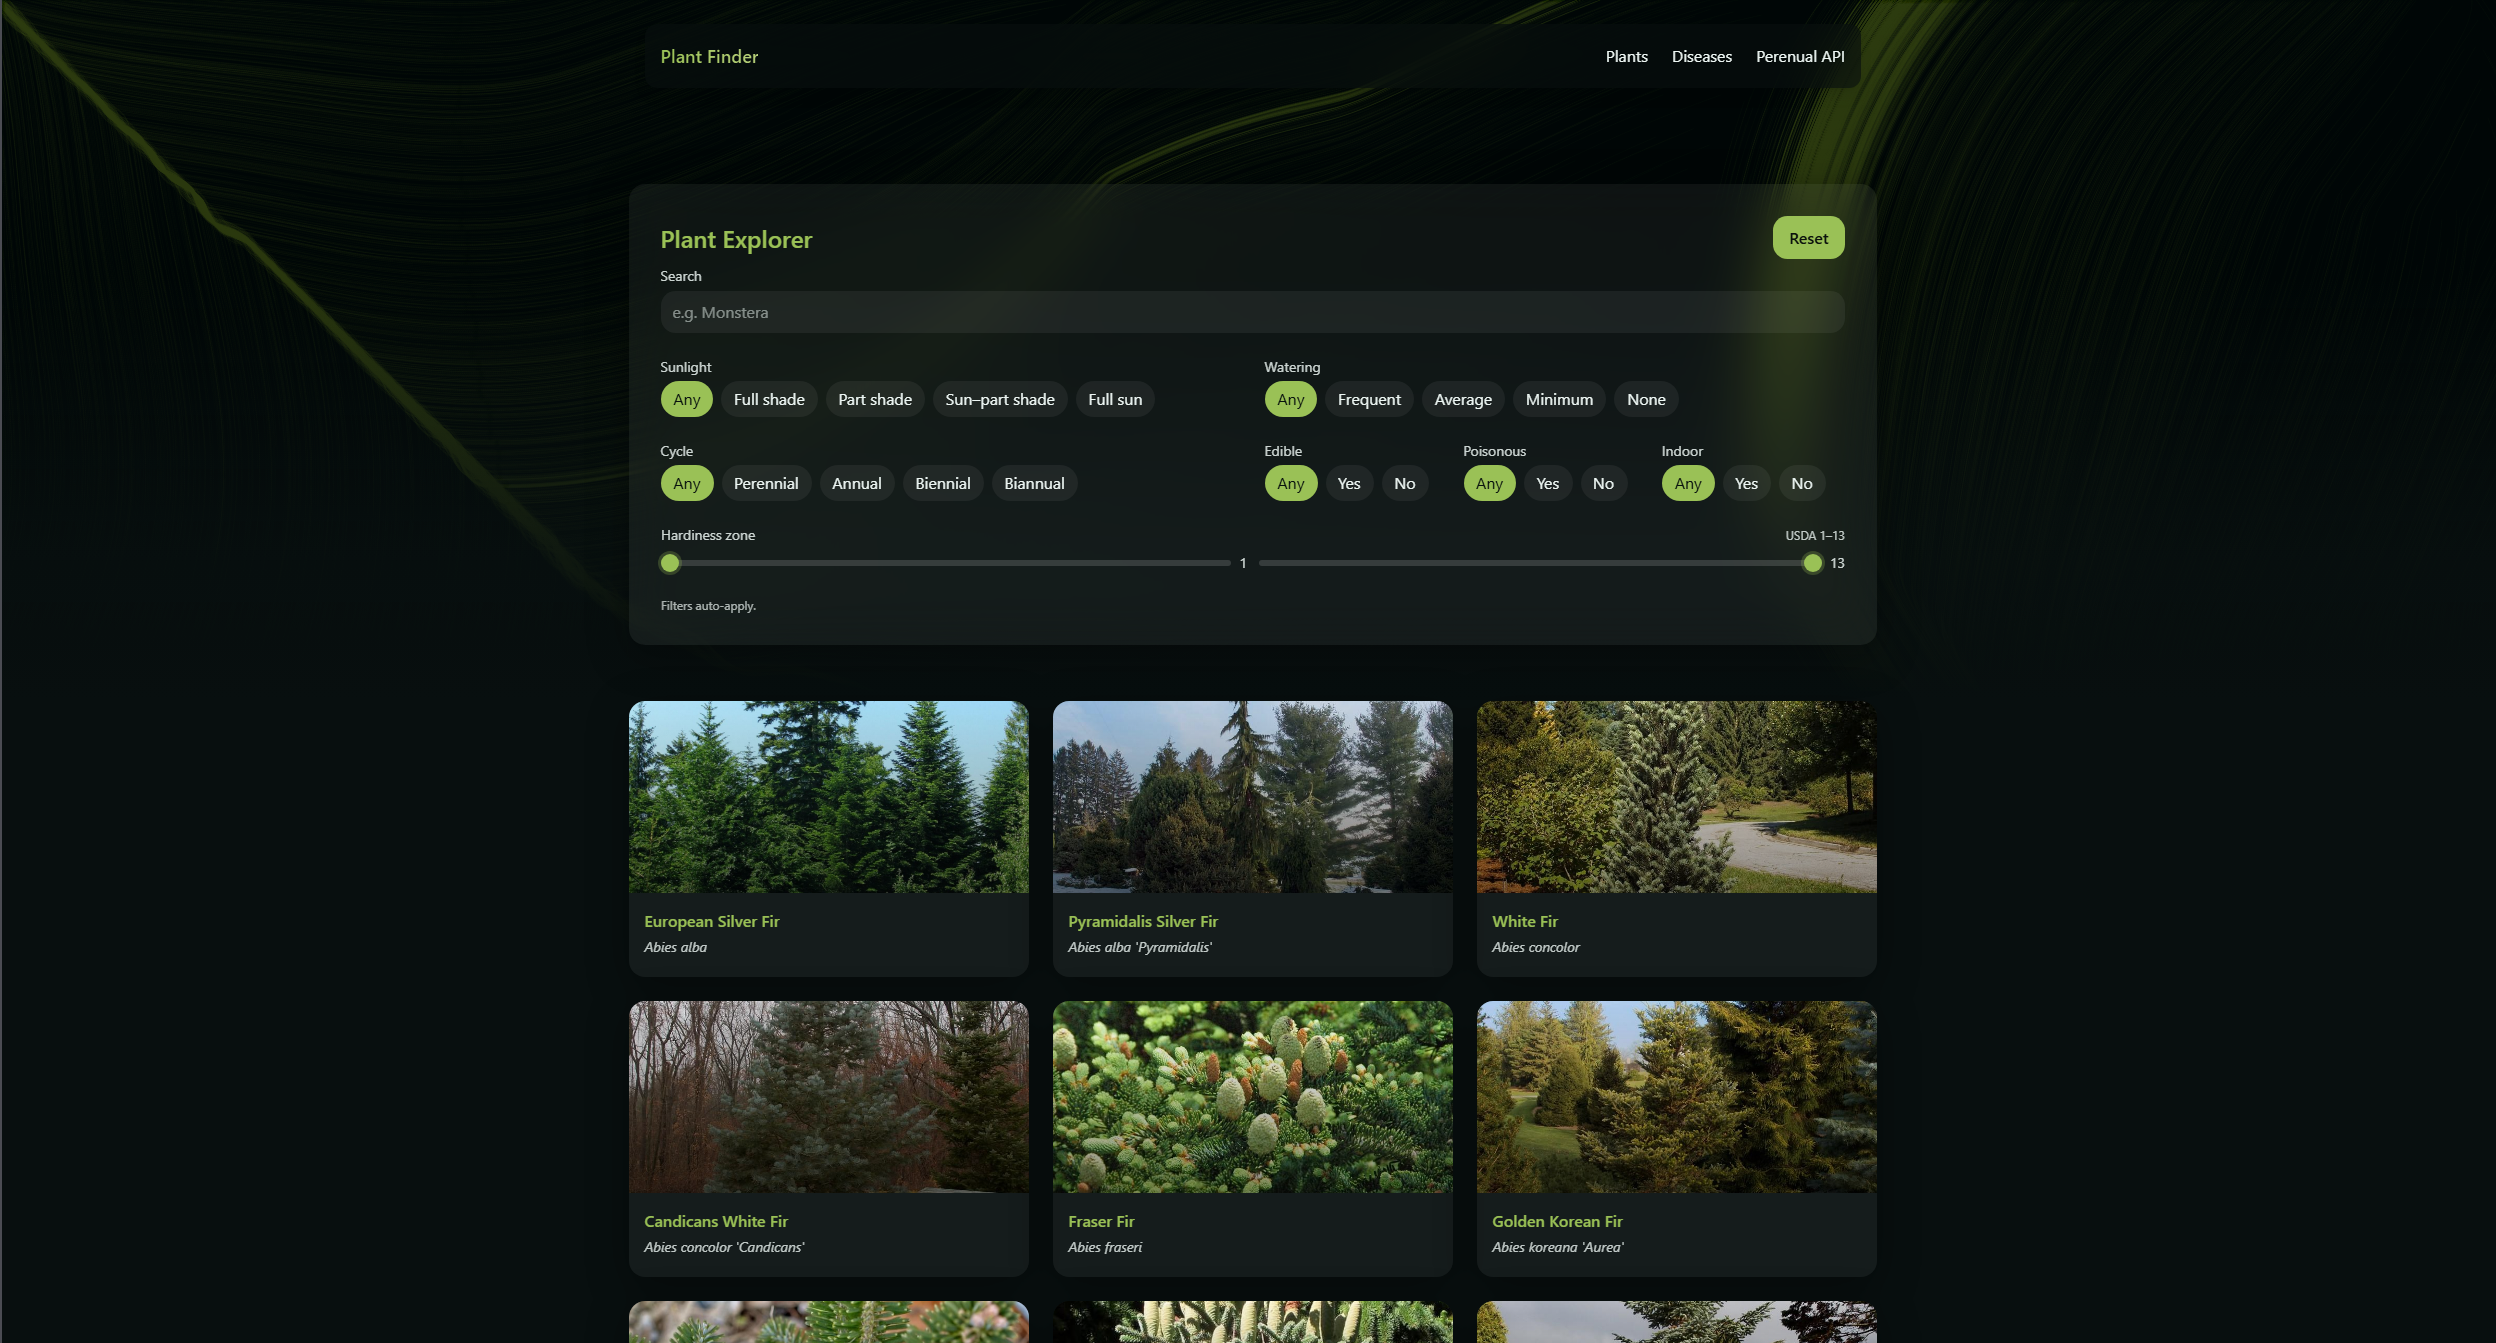 Plant Finder
Plants Diseases Perenual API
Plant Explorer
Reset
Search
e.g. Monstera
Sunlight
Any Full shade Part shade Sun–part shade Full sun
Watering
Any Frequent Average Minimum None
Cycle
Any Perennial Annual Biennial Biannual
Edible
Any Yes No
Poisonous
Any Yes No
Indoor
Any Yes No
Hardiness zone
USDA 1–13
1
13
Filters auto-apply.
European Silver Fir
Abies alba
Pyramidalis Silver Fir
Abies alba 'Pyramidalis'
White Fir
Abies concolor
Candicans White Fir
Abies concolor 'Candicans'
Fraser Fir
Abies fraseri
Golden Korean Fir
Abies koreana 'Aurea'